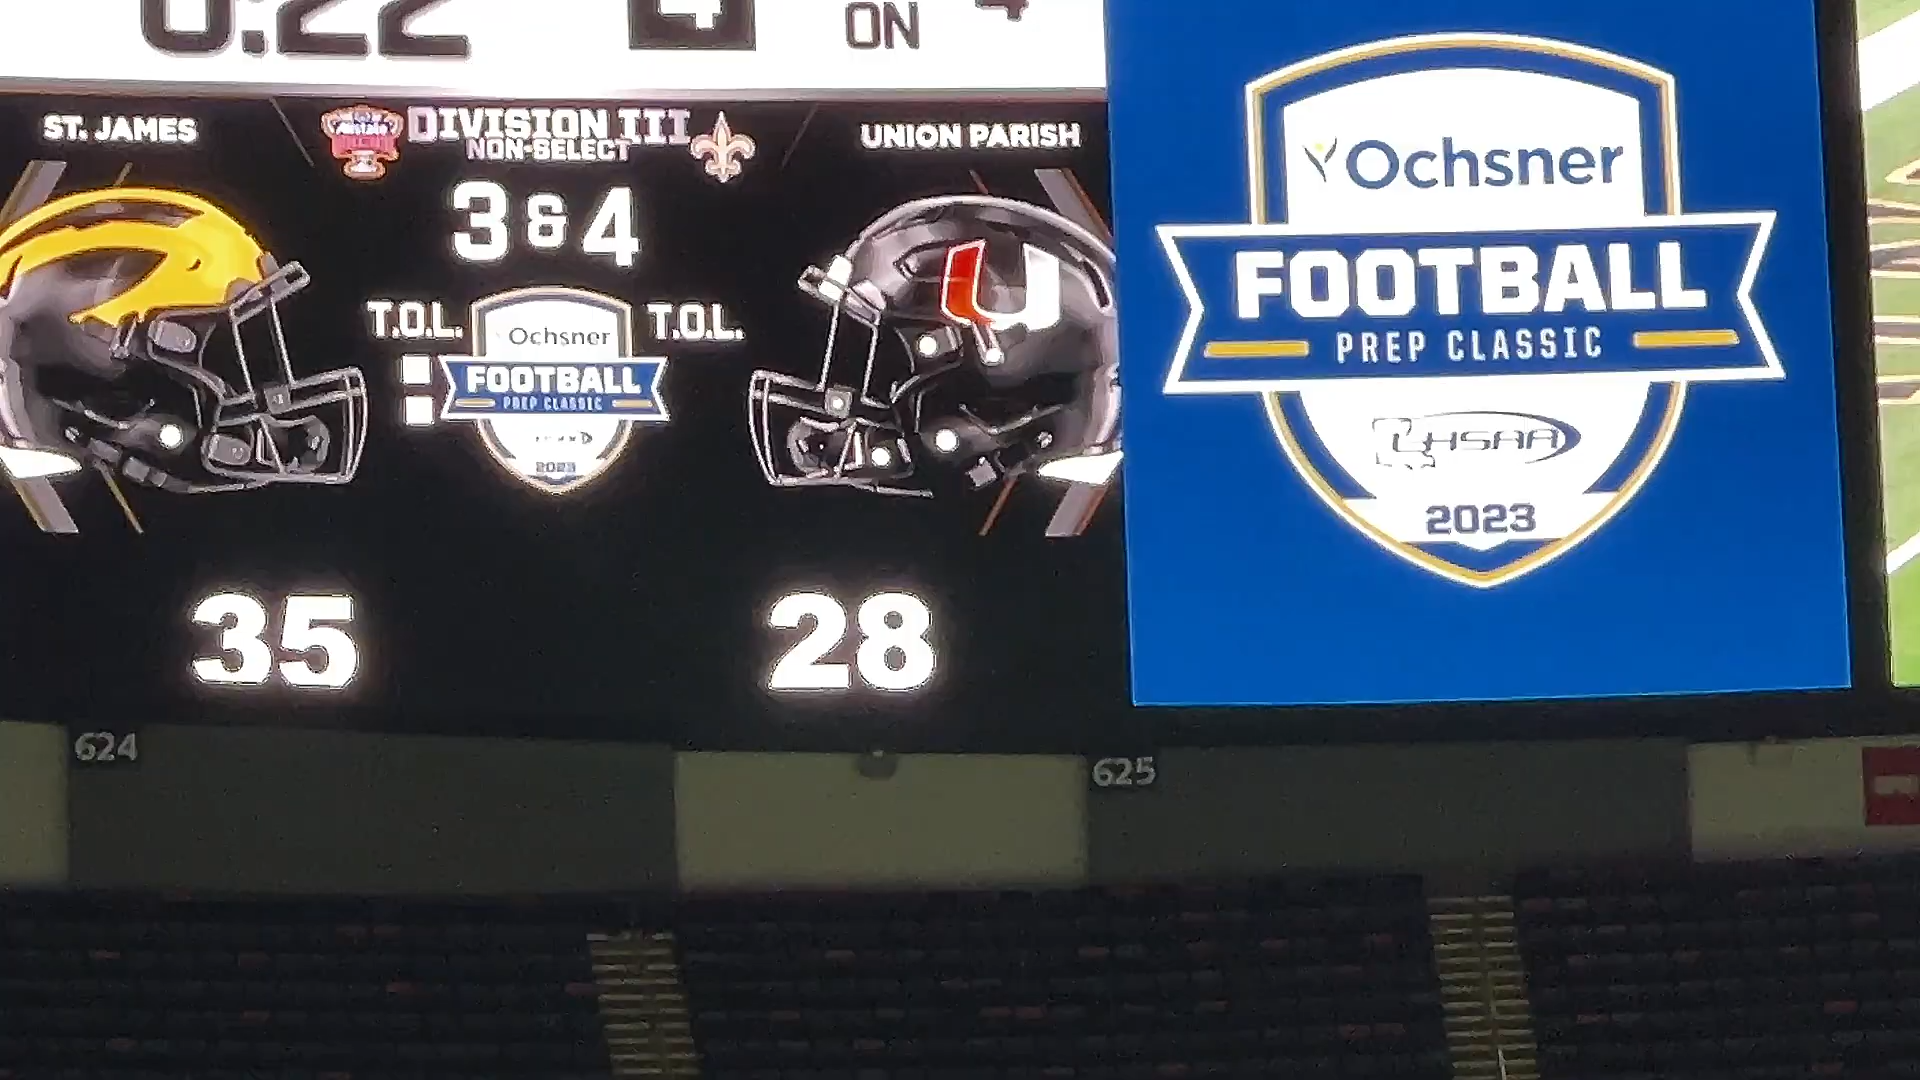 0:22
4
ON
4
ST. JAMES
DIVISION III
NON-SELECT
UNION PARISH
3 & 4
T.O.L.
T.O.L.
Ochsner
FOOTBALL
PREP CLASSIC
2023
U
35
28
Ochsner
FOOTBALL
PREP CLASSIC
LHSAA
2023
624
625